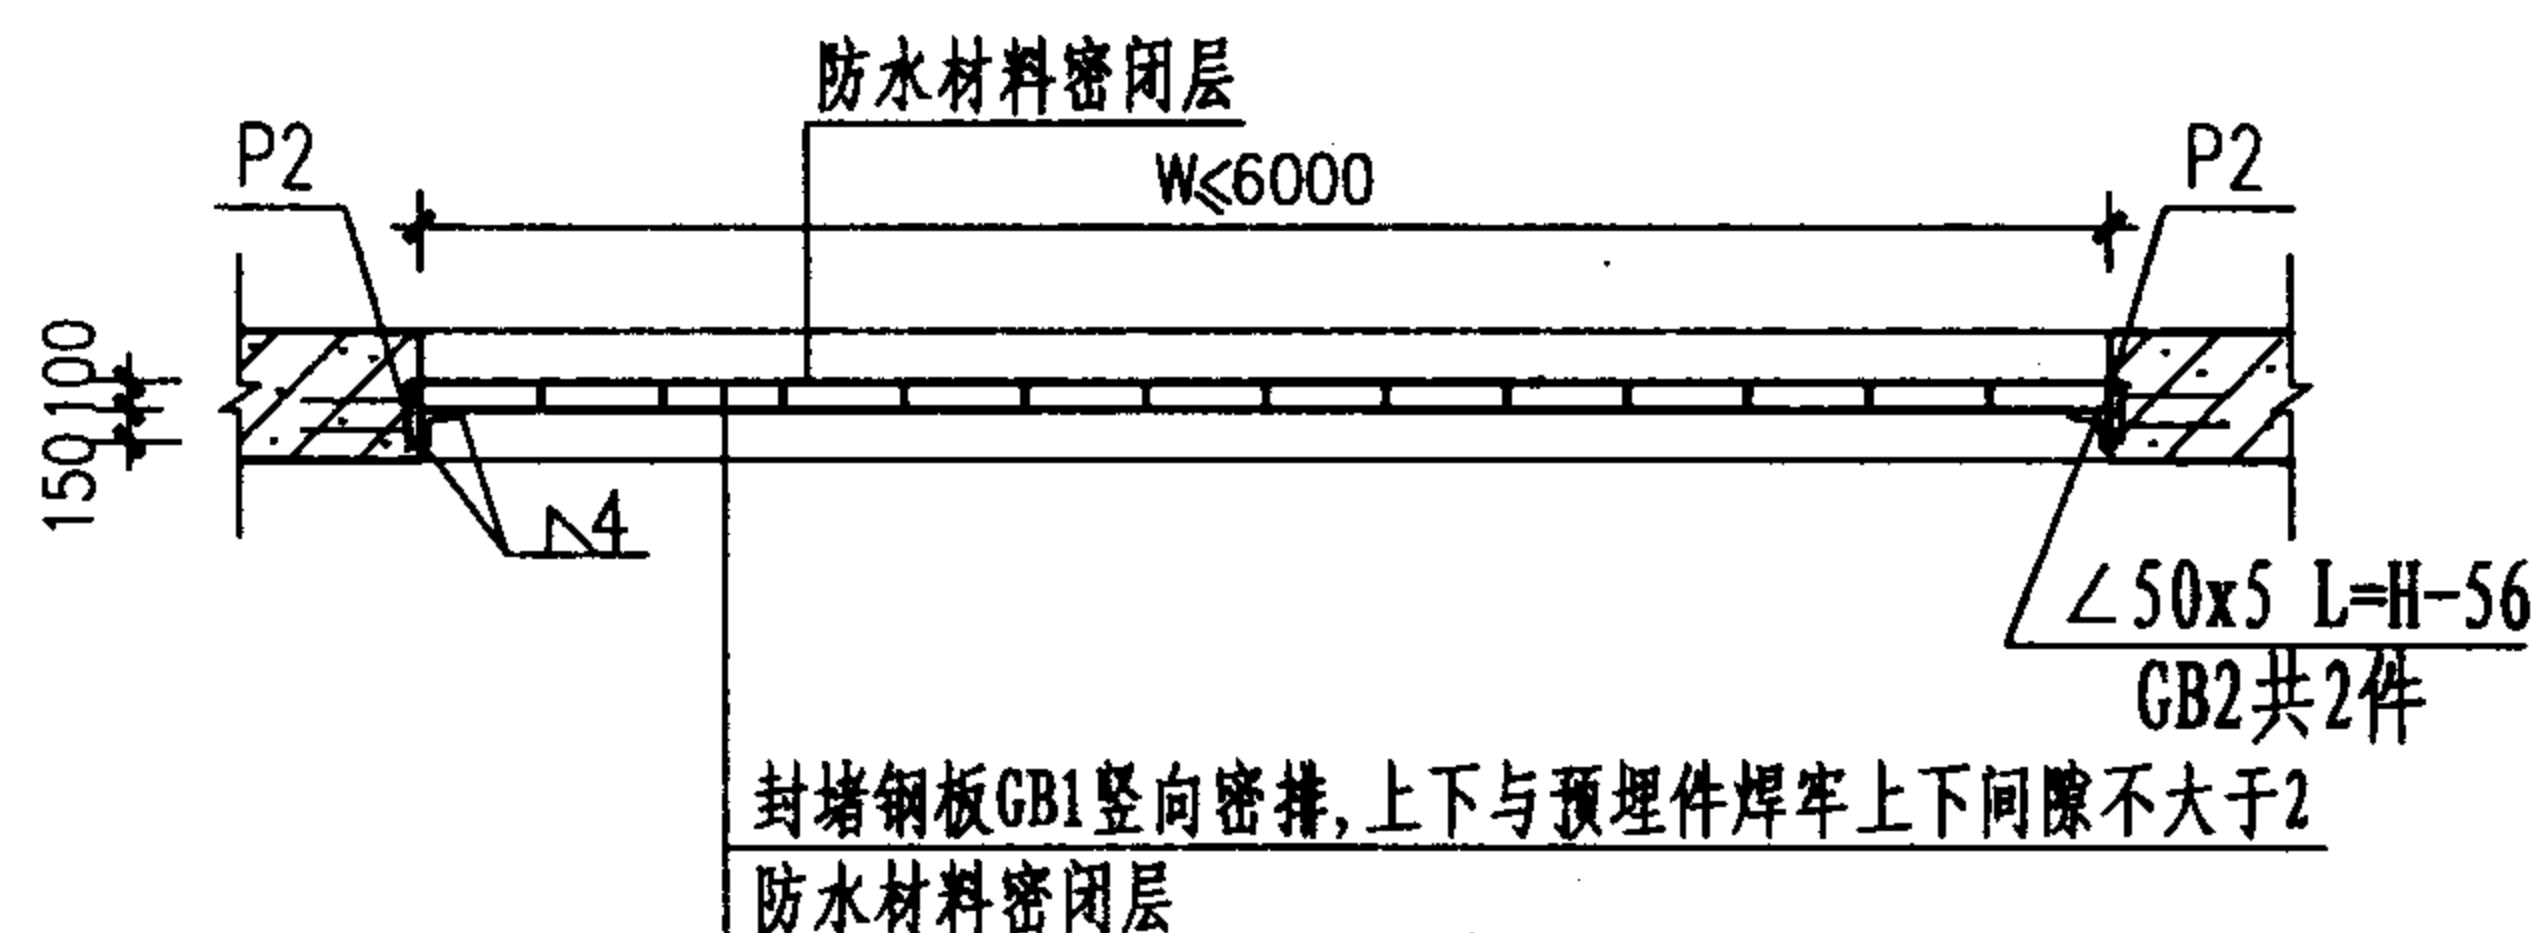 防水材料密闭层
P2
W≤6000
P2
100
150
4
∠50x5 L=H-56
GB2共2件
封堵钢板GB1竖向密排,上下与预埋件焊牢上下间隙不大于2
防水材料密闭层